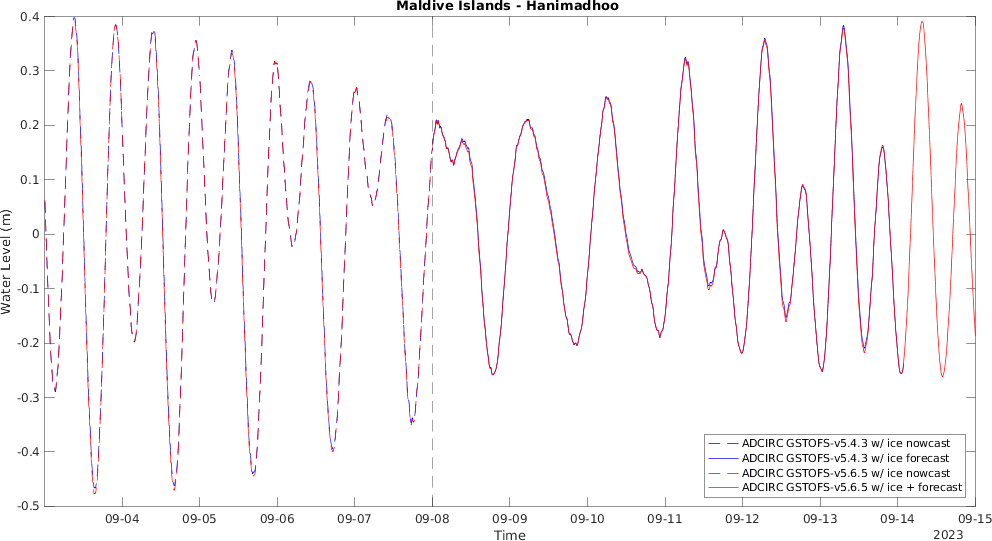 Maldive Islands - Hanimadhoo
0.4
0.3
0.2
0.1
0
-0.1
-0.2
-0.3
-0.4
-0.5
Water Level (m)
ADCIRC GSTOFS-v5.4.3 w/ ice nowcast
ADCIRC GSTOFS-v5.4.3 w/ ice forecast
ADCIRC GSTOFS-v5.6.5 w/ ice nowcast
ADCIRC GSTOFS-v5.6.5 w/ ice + forecast
09-04 09-05 09-06 09-07 09-08 09-09 09-10 09-11 09-12 09-13 09-14 09-15
Time
2023